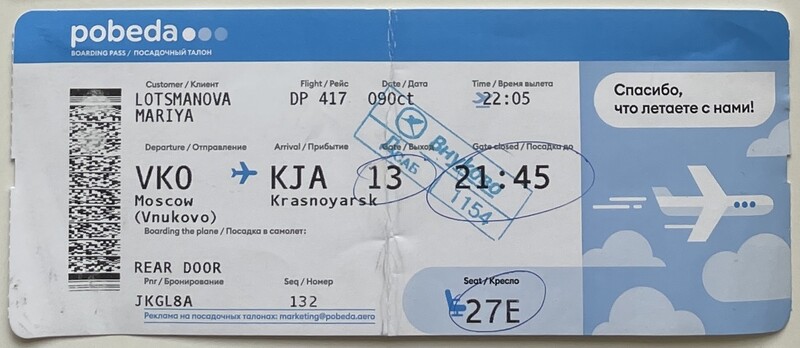 pobeda
BOARDING PASS / ПОСАДОЧНЫЙ ТАЛОН
Customer / Клиент Flight / Рейс Date / Дата Time / Время вылета
LOTSMANOVA DP 417 09Oct 22:05
MARIYA
Спасибо,
что летаете с нами!
Departure / Отправление Arrival / Прибытие Gate / Выход Gate closed / Посадка до
VKO KJA 13 21:45
Moscow Krasnoyarsk
(Vnukovo)
Внуково
САБ
1154
Boarding the plane / Посадка в самолет:
REAR DOOR
Pnr / Бронирование Seq / Номер Seat / Кресло
JKGL8A 132 27E
Реклама на посадочных талонах: marketing@pobeda.aero